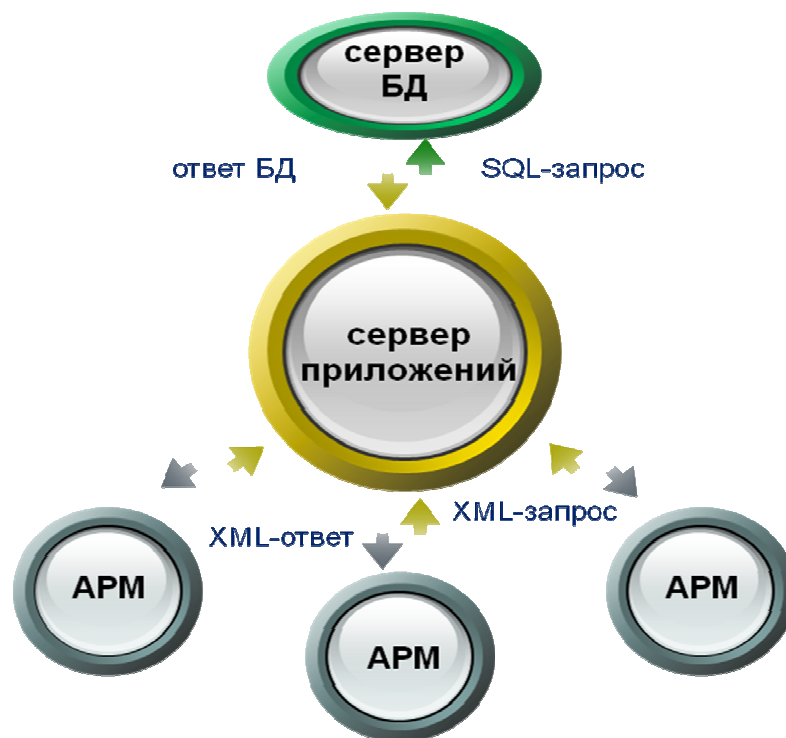 сервер
БД
ответ БД
SQL-запрос
сервер
приложений
XML-запрос
XML-ответ
АРМ
АРМ
АРМ